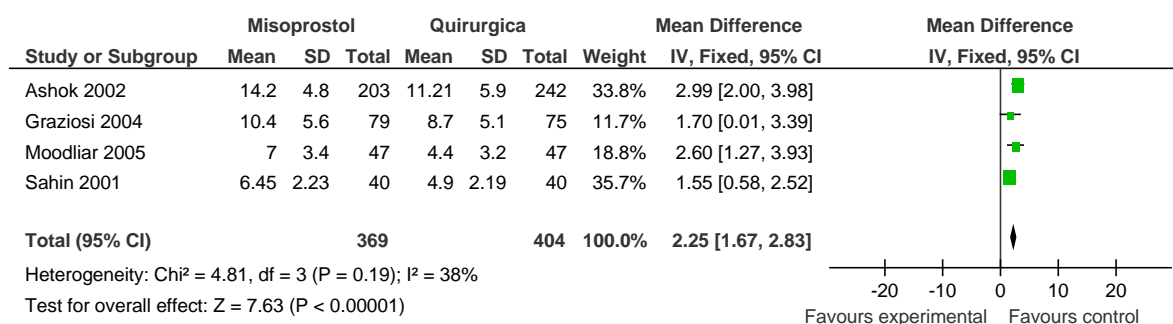 Misoprostol Quirurgica Mean Difference Mean Difference
Study or Subgroup Mean SD Total Mean SD Total Weight IV, Fixed, 95% CI IV, Fixed, 95% CI
Ashok 2002 14.2 4.8 203 11.21 5.9 242 33.8% 2.99 [2.00, 3.98]
Graziosi 2004 10.4 5.6 79 8.7 5.1 75 11.7% 1.70 [0.01, 3.39]
Moodliar 2005 7 3.4 47 4.4 3.2 47 18.8% 2.60 [1.27, 3.93]
Sahin 2001 6.45 2.23 40 4.9 2.19 40 35.7% 1.55 [0.58, 2.52]
Total (95% CI) 369 404 100.0% 2.25 [1.67, 2.83]
Heterogeneity: Chi² = 4.81, df = 3 (P = 0.19); I² = 38%
Test for overall effect: Z = 7.63 (P < 0.00001)
-20 -10 0 10 20
Favours experimental Favours control